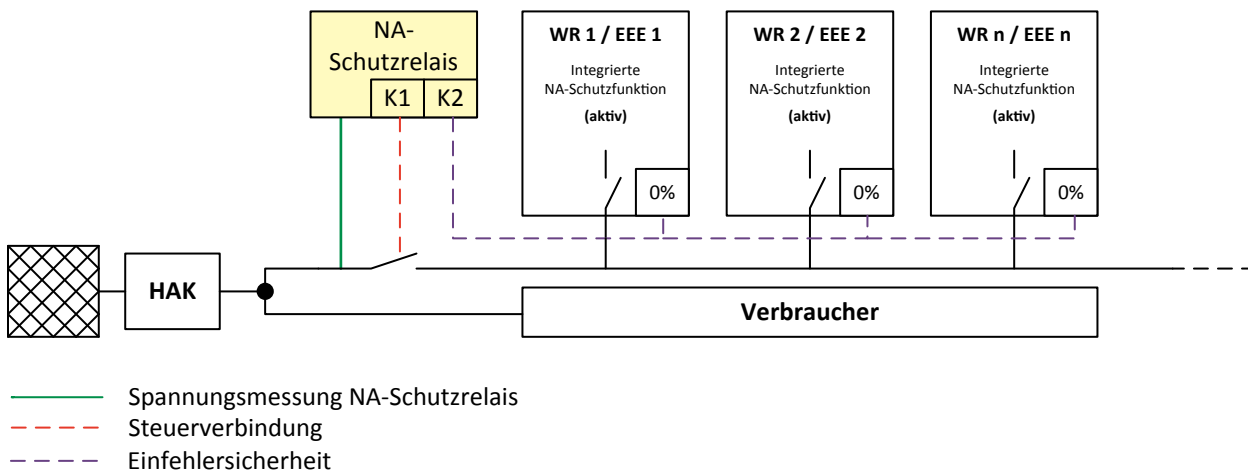 NA-
Schutzrelais
K1 K2
WR 1 / EEE 1
Integrierte
NA-Schutzfunktion
(aktiv)
0%
WR 2 / EEE 2
Integrierte
NA-Schutzfunktion
(aktiv)
0%
WR n / EEE n
Integrierte
NA-Schutzfunktion
(aktiv)
0%
HAK
Verbraucher
Spannungsmessung NA-Schutzrelais
Steuerverbindung
Einfehlersicherheit